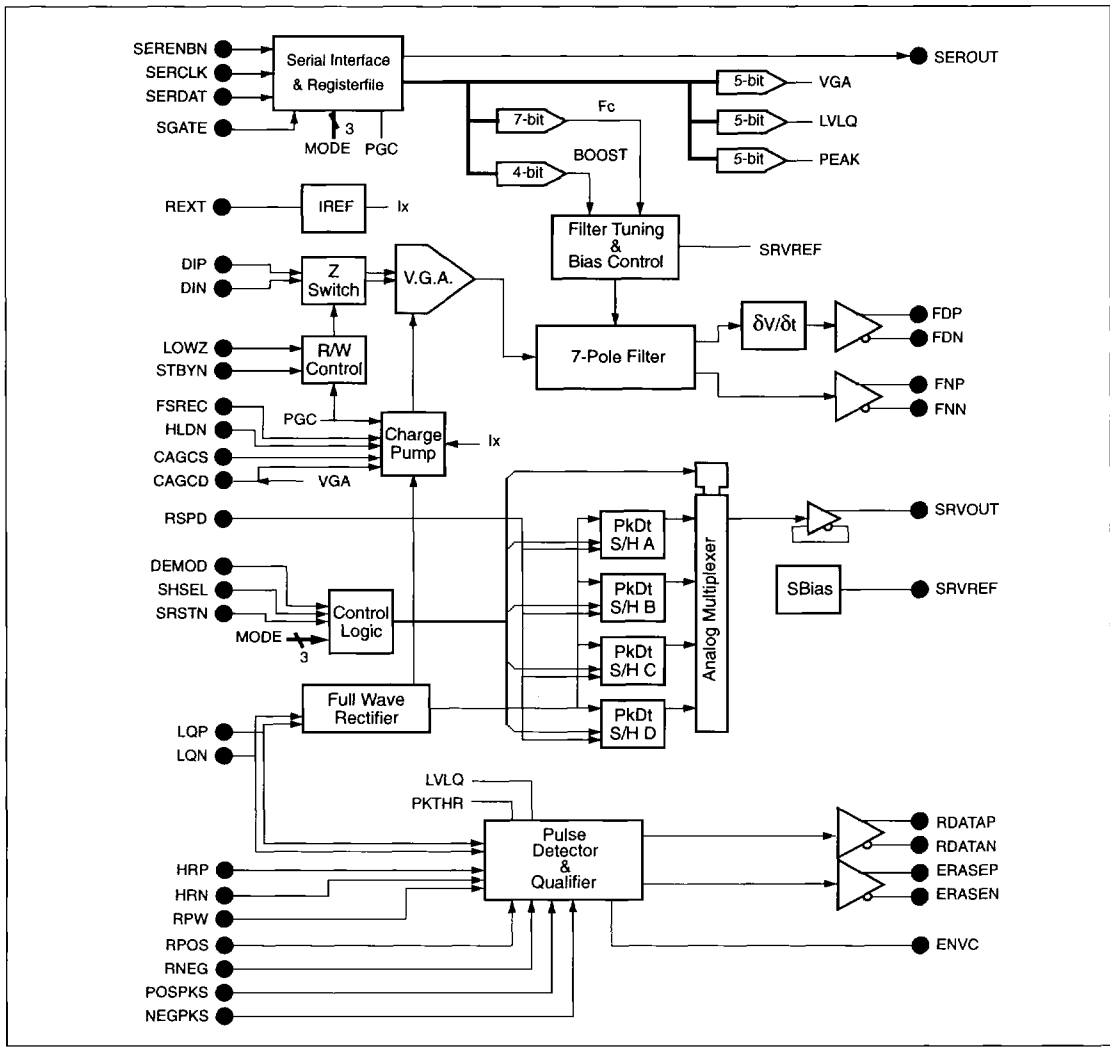 SERENBN
SERCLK
SERDAT
SGATE
Serial Interface
& Registerfile
3
MODE
PGC
SEROUT
5-bit
VGA
5-bit
LVLQ
5-bit
PEAK
7-bit
Fc
4-bit
BOOST
REXT
IREF
Ix
Filter Tuning
&
Bias Control
SRVREF
DIP
DIN
Z
Switch
V.G.A.
LOWZ
STBYN
R/W
Control
7-Pole Filter
δV/δt
FDP
FDN
FNP
FNN
FSREC
HLDN
CAGCS
CAGCD
PGC
VGA
Charge
Pump
Ix
RSPD
DEMOD
SHSEL
SRSTN
MODE
3
Control
Logic
PkDt
S/H A
PkDt
S/H B
PkDt
S/H C
PkDt
S/H D
Analog Multiplexer
SRVOUT
SBias
SRVREF
Full Wave
Rectifier
LQP
LQN
LVLQ
PKTHR
Pulse
Detector
&
Qualifier
HRP
HRN
RPW
RPOS
RNEG
POSPKS
NEGPKS
RDATAP
RDATAN
ERASEP
ERASEN
ENVC